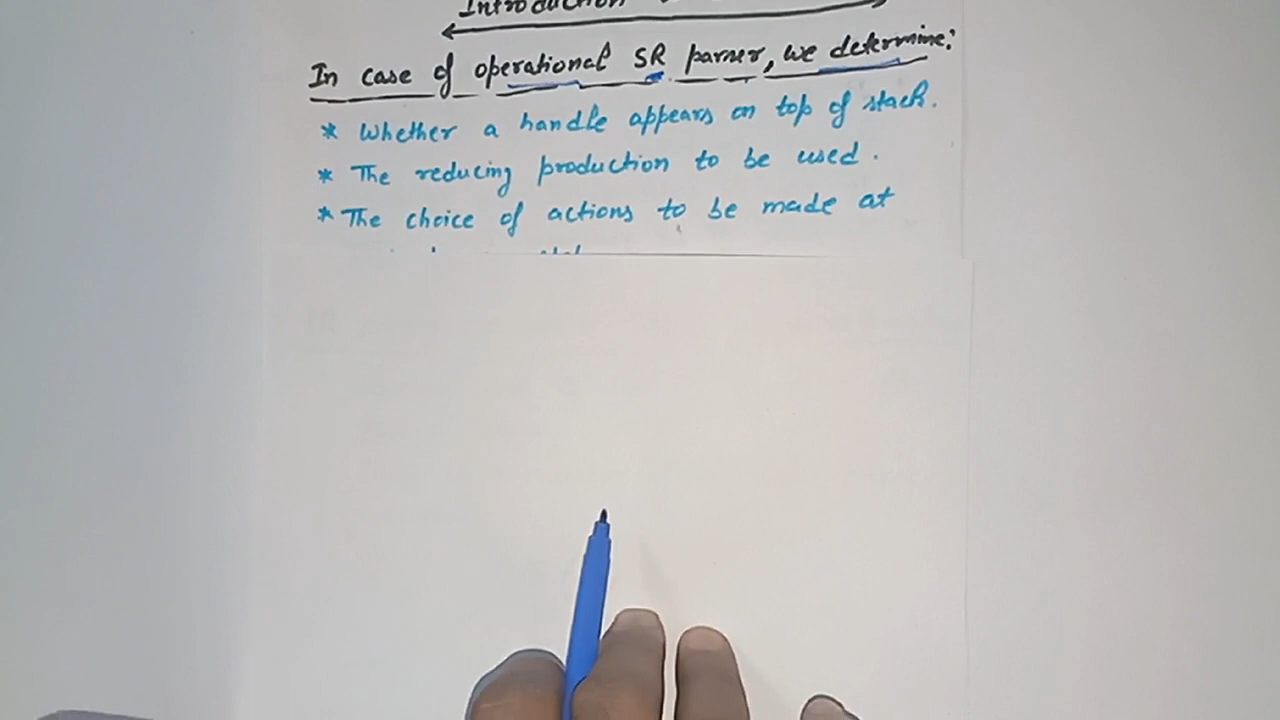 Introduction
In case of operational SR parser, we determine:
* Whether a handle appears on top of stack.
* The reducing production to be used.
* The choice of actions to be made at